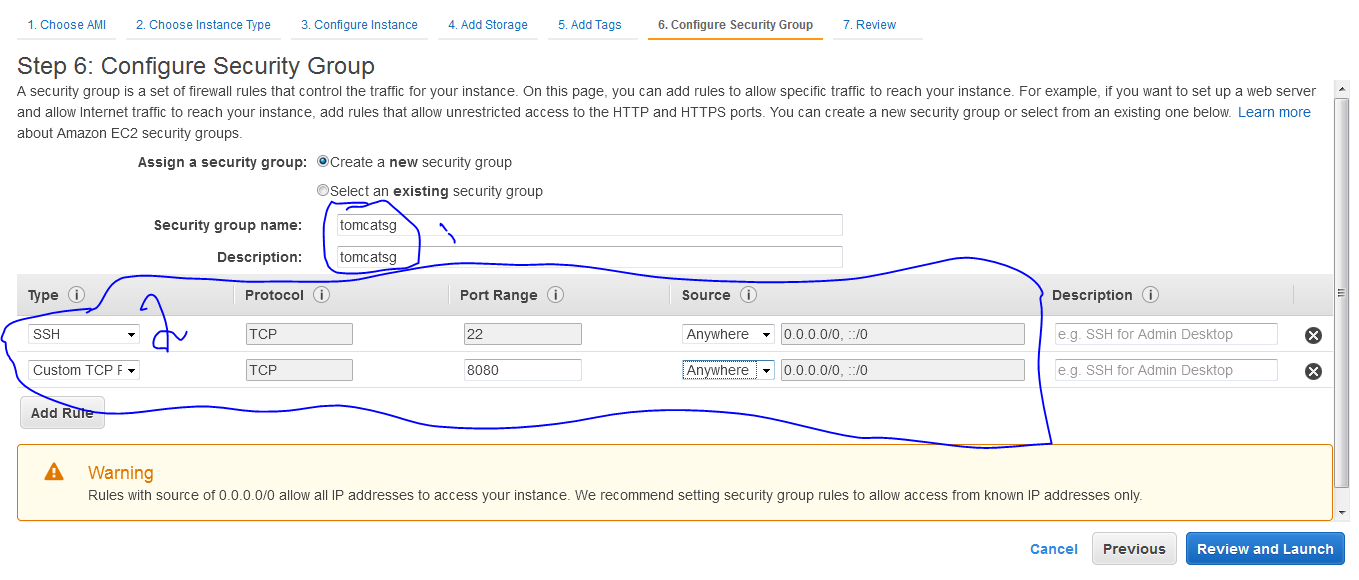 1. Choose AMI 2. Choose Instance Type 3. Configure Instance 4. Add Storage 5. Add Tags 6. Configure Security Group 7. Review
Step 6: Configure Security Group
A security group is a set of firewall rules that control the traffic for your instance. On this page, you can add rules to allow specific traffic to reach your instance. For example, if you want to set up a web server
and allow Internet traffic to reach your instance, add rules that allow unrestricted access to the HTTP and HTTPS ports. You can create a new security group or select from an existing one below. Learn more
about Amazon EC2 security groups.
Assign a security group: Create a new security group
Select an existing security group
Security group name: tomcatsg
Description: tomcatsg
Type i Protocol i Port Range i Source i Description i
SSH TCP 22 Anywhere 0.0.0.0/0, ::/0 e.g. SSH for Admin Desktop
Custom TCP TCP 8080 Anywhere 0.0.0.0/0, ::/0 e.g. SSH for Admin Desktop
Add Rule
Warning
Rules with source of 0.0.0.0/0 allow all IP addresses to access your instance. We recommend setting security group rules to allow access from known IP addresses only.
Cancel Previous Review and Launch